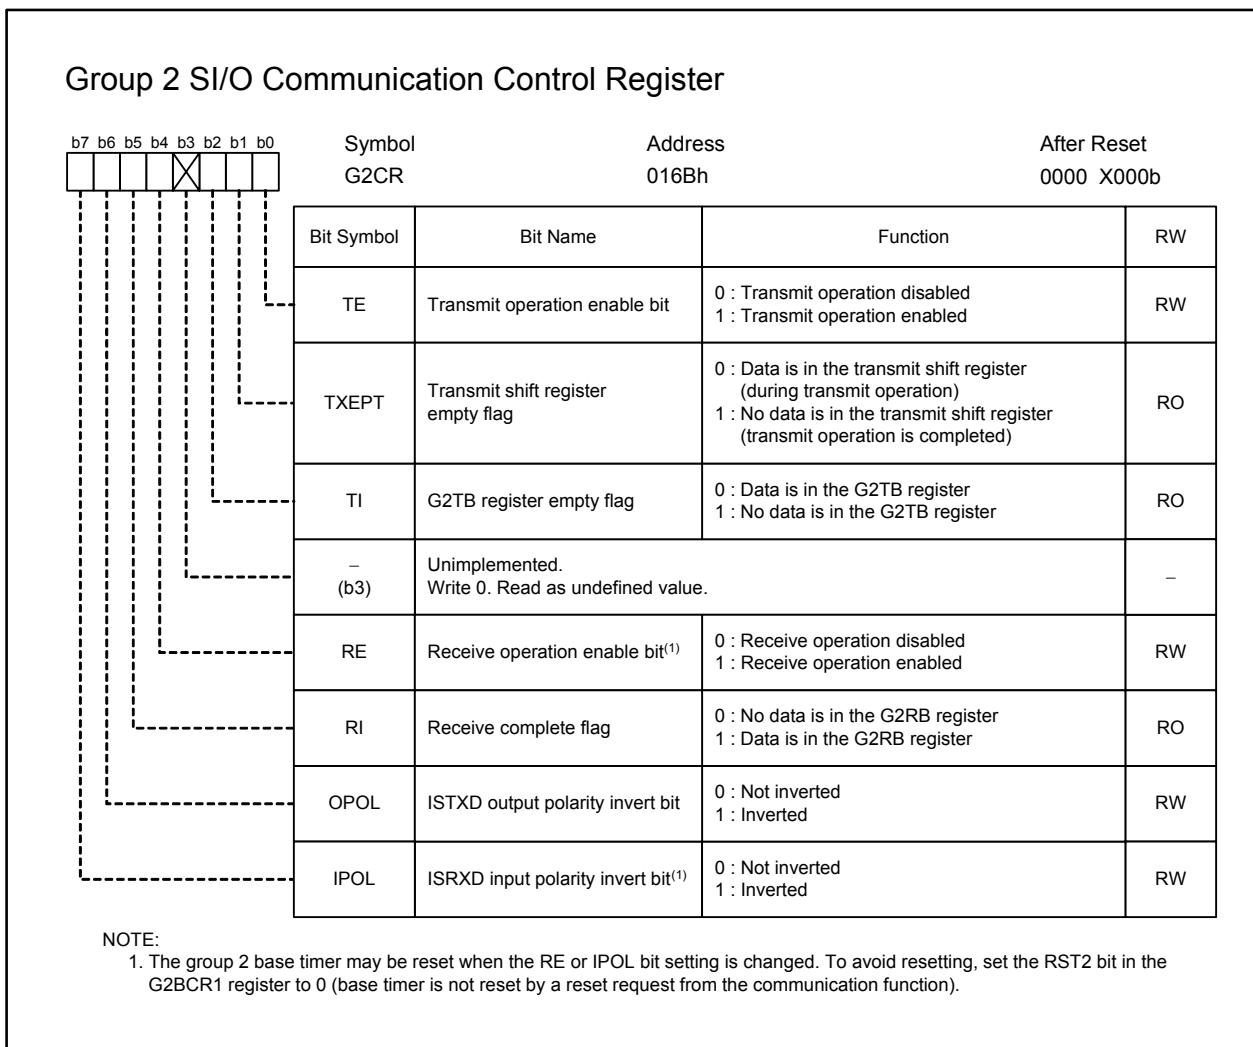 Group 2 SI/O Communication Control Register
b7 b6 b5 b4 b3 b2 b1 b0
Symbol Address After Reset
G2CR 016Bh 0000 X000b
Bit Symbol Bit Name Function RW
TE Transmit operation enable bit 0 : Transmit operation disabled RW
1 : Transmit operation enabled
TXEPT Transmit shift register
empty flag 0 : Data is in the transmit shift register
(during transmit operation)
1 : No data is in the transmit shift register
(transmit operation is completed) RO
TI G2TB register empty flag 0 : Data is in the G2TB register
1 : No data is in the G2TB register RO
–
(b3) Unimplemented.
Write 0. Read as undefined value. –
RE Receive operation enable bit(1) 0 : Receive operation disabled
1 : Receive operation enabled RW
RI Receive complete flag 0 : No data is in the G2RB register
1 : Data is in the G2RB register RO
OPOL ISTXD output polarity invert bit 0 : Not inverted
1 : Inverted RW
IPOL ISRXD input polarity invert bit(1) 0 : Not inverted
1 : Inverted RW
NOTE:
1. The group 2 base timer may be reset when the RE or IPOL bit setting is changed. To avoid resetting, set the RST2 bit in the
G2BCR1 register to 0 (base timer is not reset by a reset request from the communication function).